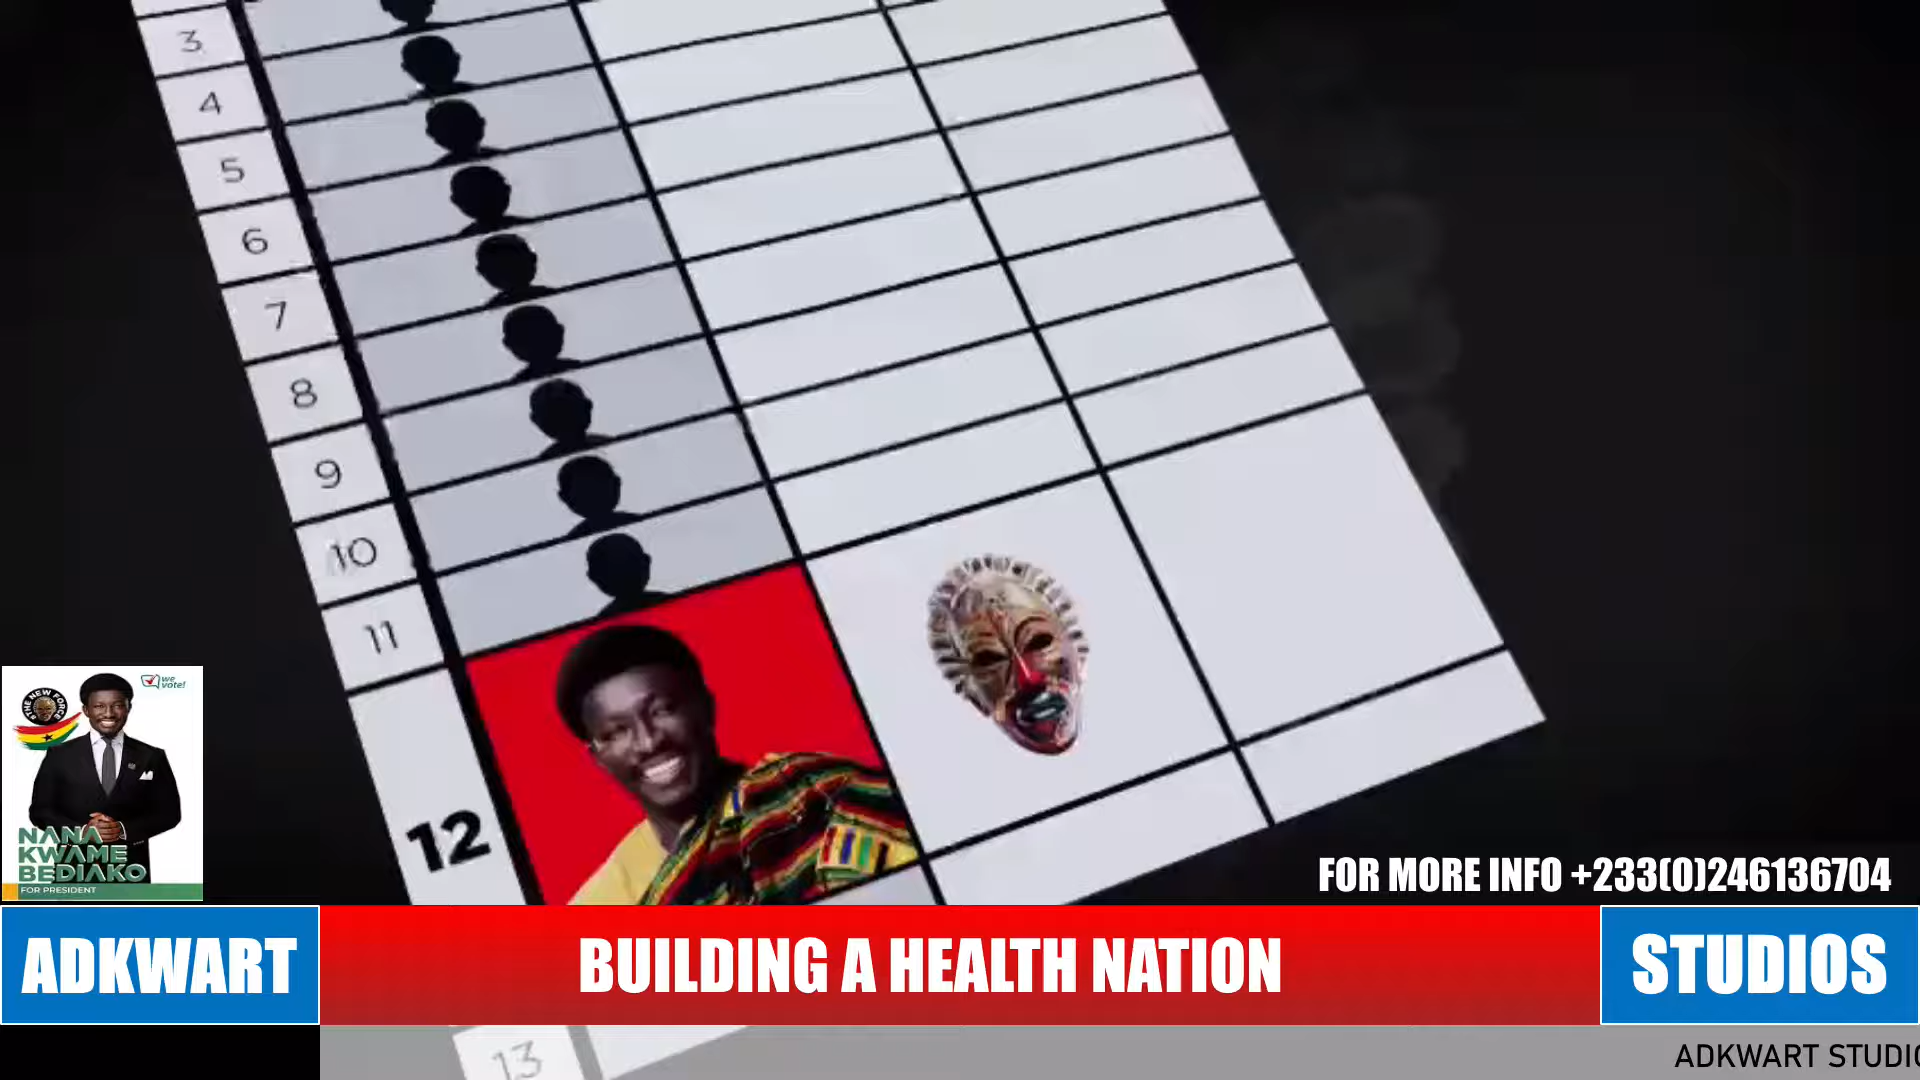 3
4
5
6
7
8
9
10
11
12
we
vote!
#THE NEW FORCE
NANA
KWAME
BEDIAKO
FOR PRESIDENT
FOR MORE INFO +233(0)246136704
ADKWART
BUILDING A HEALTH NATION
STUDIOS
13
ADKWART STUDIO